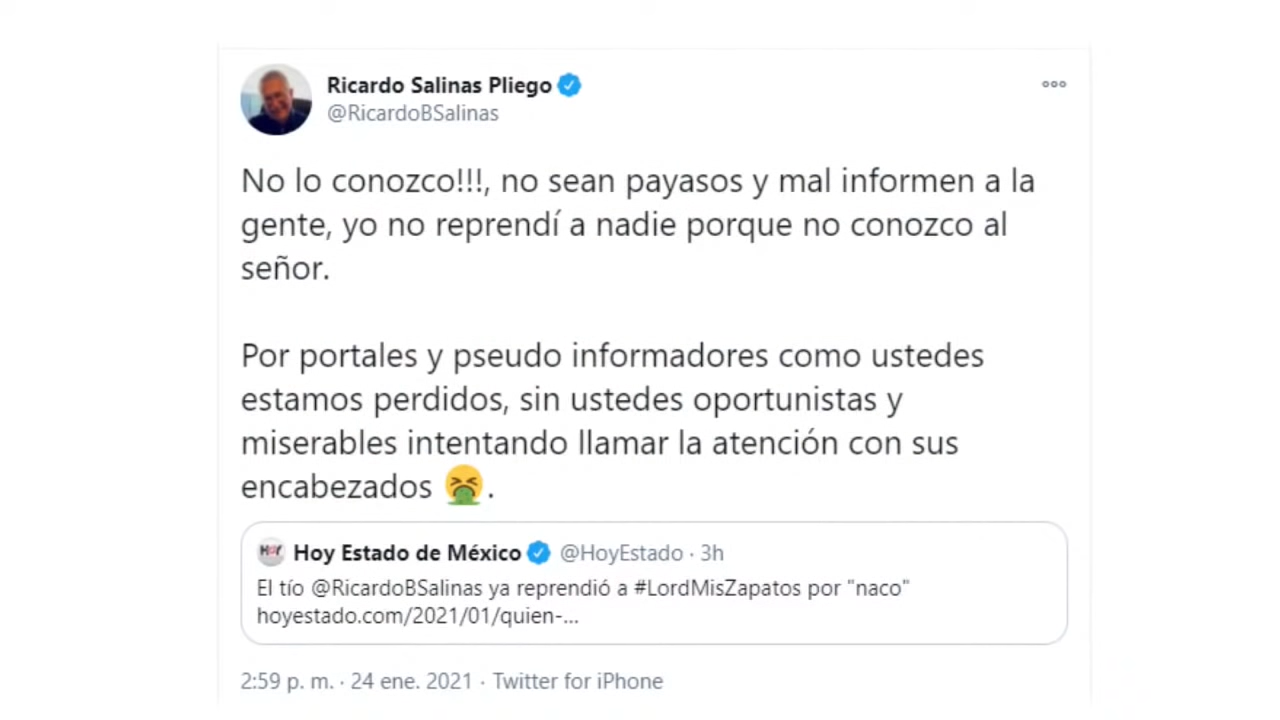 Ricardo Salinas Pliego
@RicardoBSalinas
No lo conozco!!!, no sean payasos y mal informen a la
gente, yo no reprendí a nadie porque no conozco al
señor.
Por portales y pseudo informadores como ustedes
estamos perdidos, sin ustedes oportunistas y
miserables intentando llamar la atención con sus
encabezados 🤮.
HOY Hoy Estado de México @HoyEstado · 3h
El tío @RicardoBSalinas ya reprendió a #LordMisZapatos por "naco"
hoyestado.com/2021/01/quien-...
2:59 p. m. · 24 ene. 2021 · Twitter for iPhone